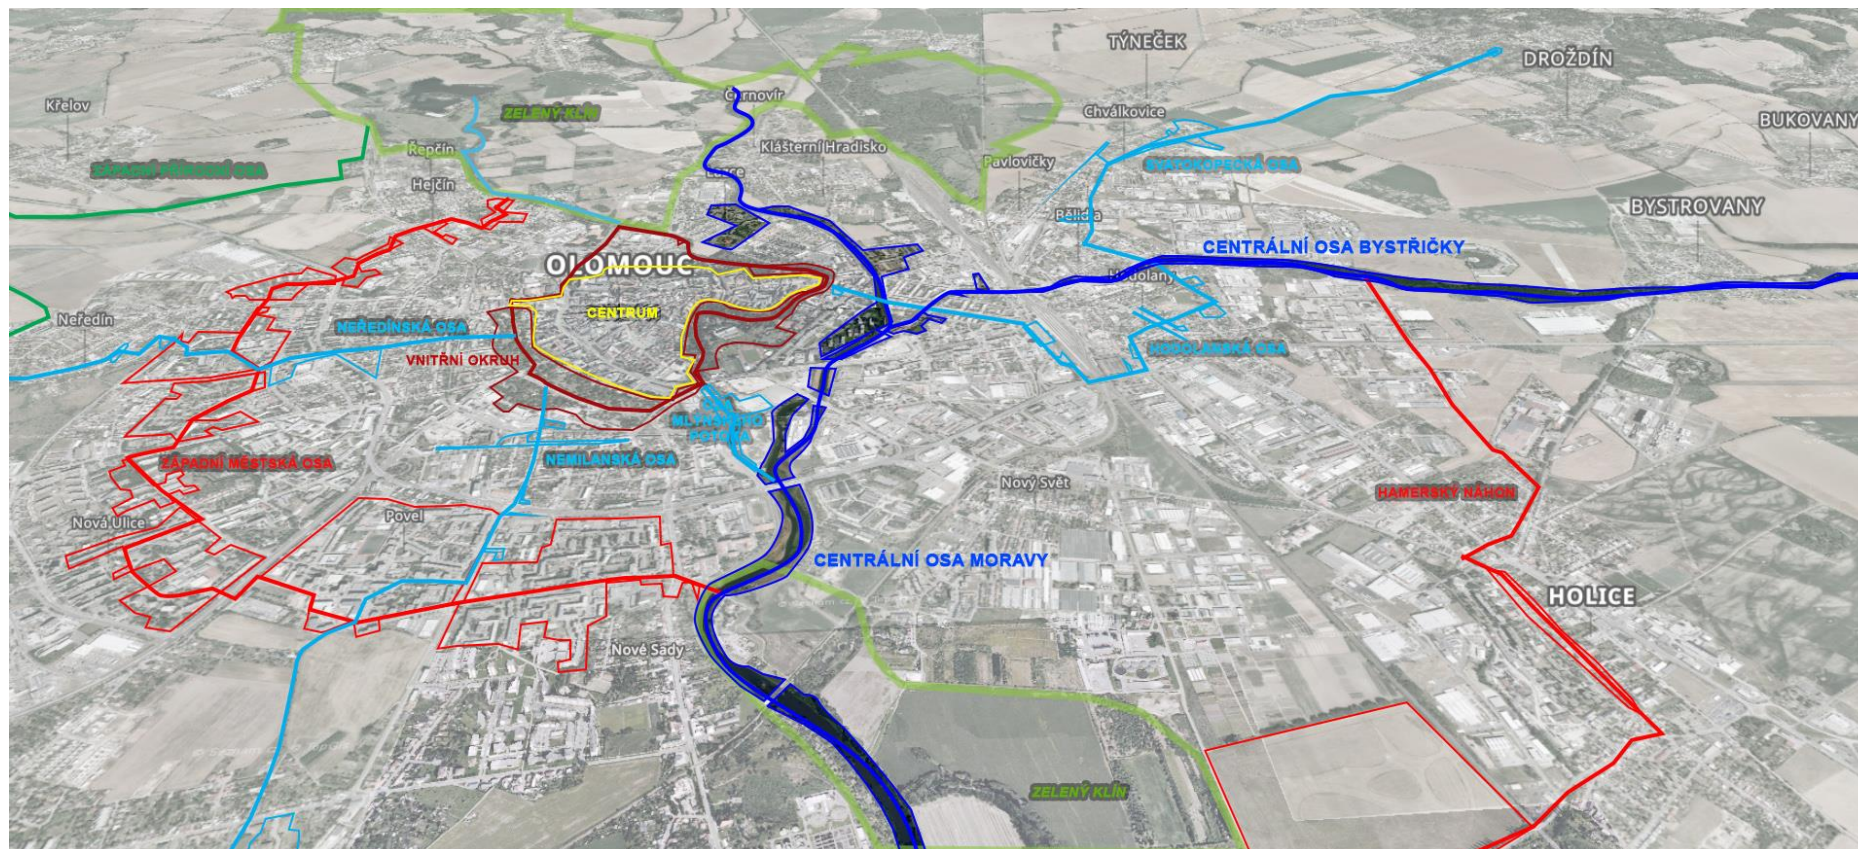 TÝNEČEK
DROŽDÍN
Křelov
Černovír
ZELENÝ KLÍN
Chválkovice
BUKOVANY
Řepčín
Klášterní Hradisko
Pavlovičky
ZÁPADNÍ PŘÍRODNÍ OSA
SVATOKOPECKÁ OSA
Hejčín
BYSTROVANY
Bělidla
CENTRÁLNÍ OSA BYSTŘIČKY
OLOMOUC
Hodolany
CENTRUM
Neředín
NEŘEDÍNSKÁ OSA
HODOLANSKÁ OSA
VNITŘNÍ OKRUH
MLÝNSKÉHO
POTOKA
ZÁPADNÍ MĚSTSKÁ OSA
NEMILANSKÁ OSA
Nový Svět
HAMERSKÝ NÁHON
Nová Ulice
Povel
CENTRÁLNÍ OSA MORAVY
HOLICE
Nové Sady
ZELENÝ KLÍN